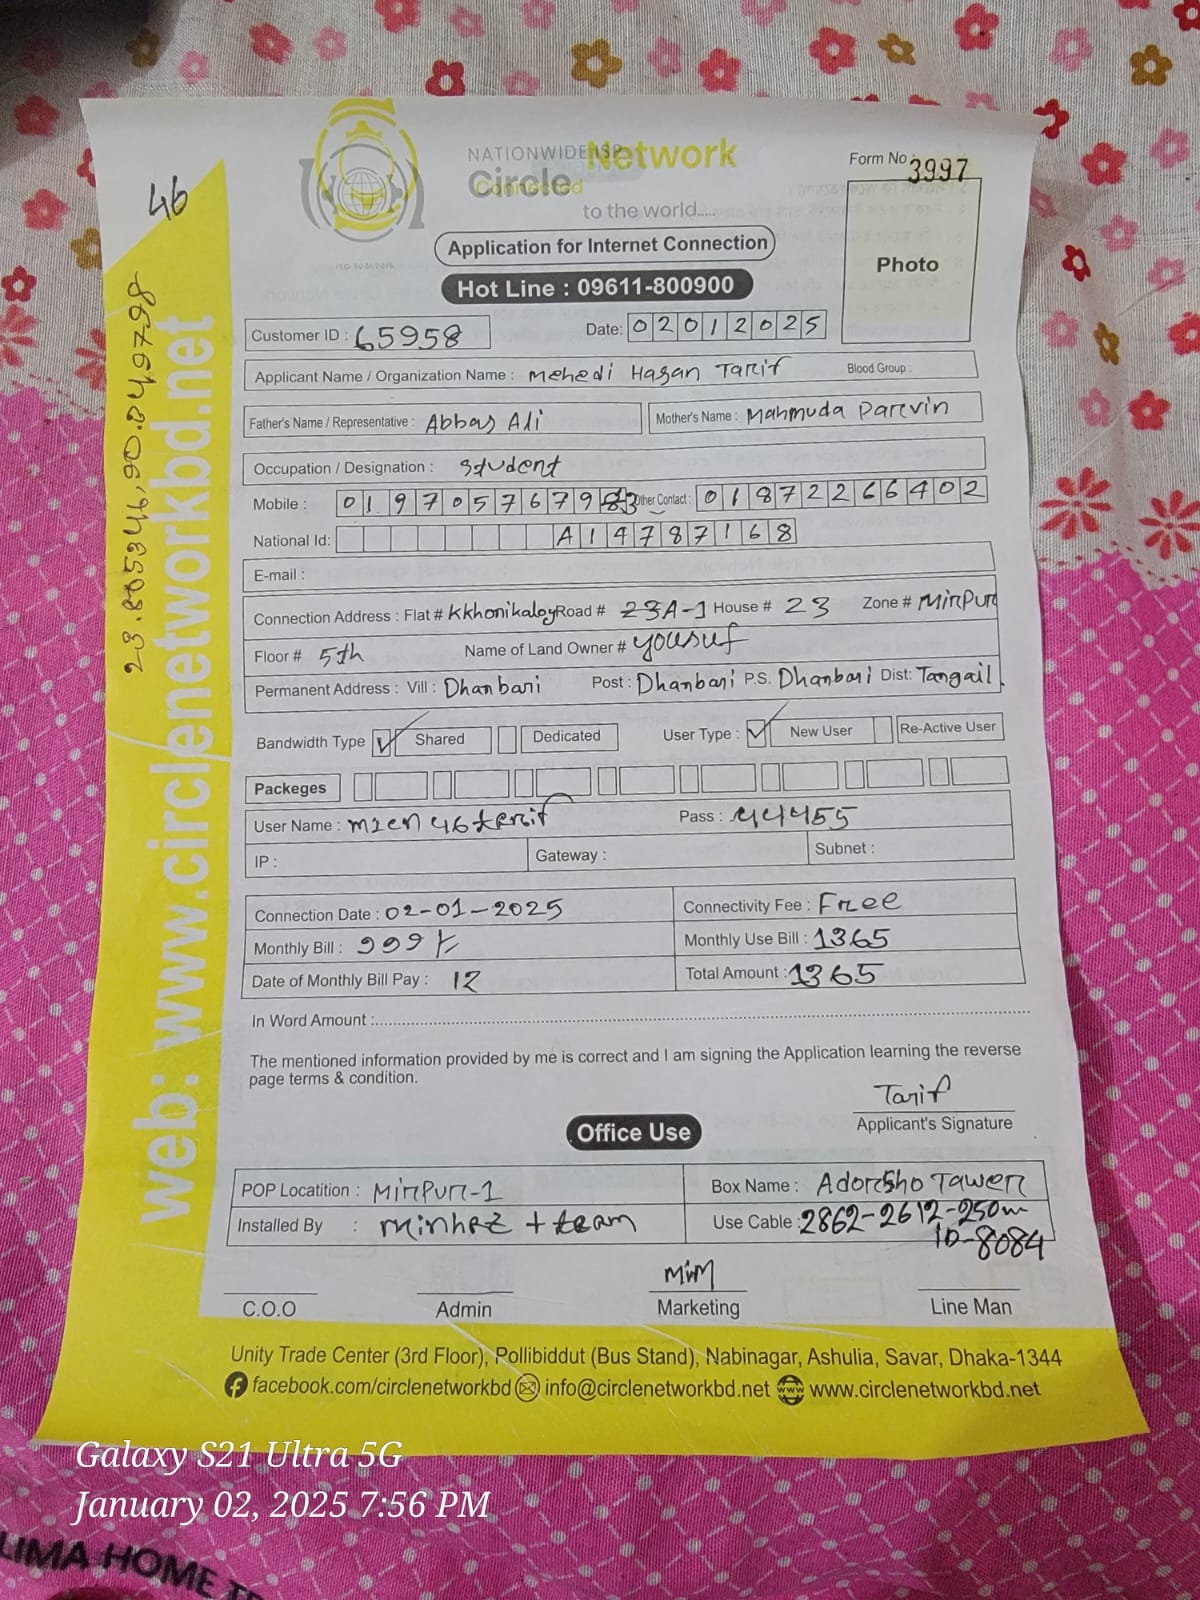 46
23.805346,90.849798
web: www.circlenetworkbd.net
NATIONWIDE ISP Network
Circle Connected
to the world.....
Form No 3997
Photo
Application for Internet Connection
Hot Line : 09611-800900
Customer ID : 65958 Date: 02012025
Applicant Name / Organization Name : Mehedi Hasan Tarif Blood Group :
Father's Name / Representative : Abbas Ali Mother's Name : Mahmuda Parvin
Occupation / Designation : Student
Mobile : 0197057679 Other Contact : 01872266402
National Id: A14787168
E-mail :
Connection Address : Flat # Kkhonikaloy Road # 23A-1 House # 23 Zone # Mirpur
Floor # 5th Name of Land Owner # yousuf
Permanent Address : Vill : Dhanbari Post : Dhanbari P.S. Dhanbari Dist: Tangail.
Bandwidth Type Shared Dedicated User Type : New User Re-Active User
Packeges
User Name : Pass : 44455
IP : Gateway : Subnet :
Connection Date : 02-01-2025 Connectivity Fee : Free
Monthly Bill : 999 Monthly Use Bill : 1365
Date of Monthly Bill Pay : 12 Total Amount : 1365
In Word Amount :
The mentioned information provided by me is correct and I am signing the Application learning the reverse
page terms & condition.
Tarif
Applicant's Signature
Office Use
POP Locatition : Mirpur-1 Box Name : Adorsho Tawer
Installed By : + team Use Cable : 2862-2612-250m
ID-8084
MiM
C.O.O Admin Marketing Line Man
Unity Trade Center (3rd Floor), Pollibiddut (Bus Stand), Nabinagar, Ashulia, Savar, Dhaka-1344
facebook.com/circlenetworkbd info@circlenetworkbd.net www.circlenetworkbd.net
Galaxy S21 Ultra 5G
January 02, 2025 7:56 PM
LIMA HOME TE